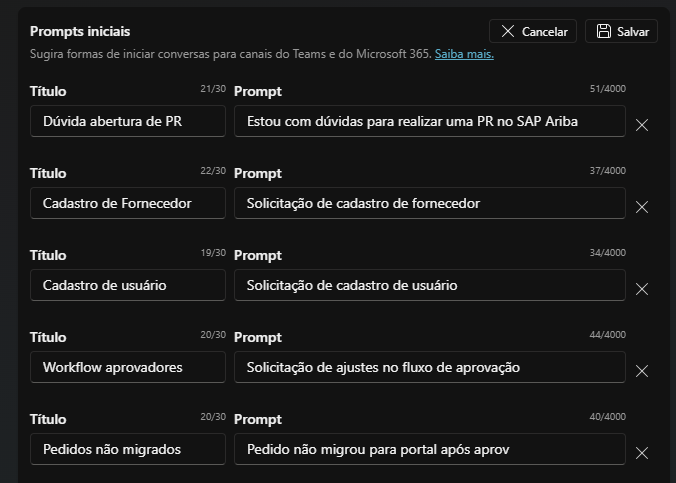 Prompts iniciais
Cancelar
Salvar
Sugira formas de iniciar conversas para canais do Teams e do Microsoft 365. Saiba mais.
Título 21/30 Prompt 51/4000
Dúvida abertura de PR Estou com dúvidas para realizar uma PR no SAP Ariba
Título 22/30 Prompt 37/4000
Cadastro de Fornecedor Solicitação de cadastro de fornecedor
Título 19/30 Prompt 34/4000
Cadastro de usuário Solicitação de cadastro de usuário
Título 20/30 Prompt 44/4000
Workflow aprovadores Solicitação de ajustes no fluxo de aprovação
Título 20/30 Prompt 40/4000
Pedidos não migrados Pedido não migrou para portal após aprov